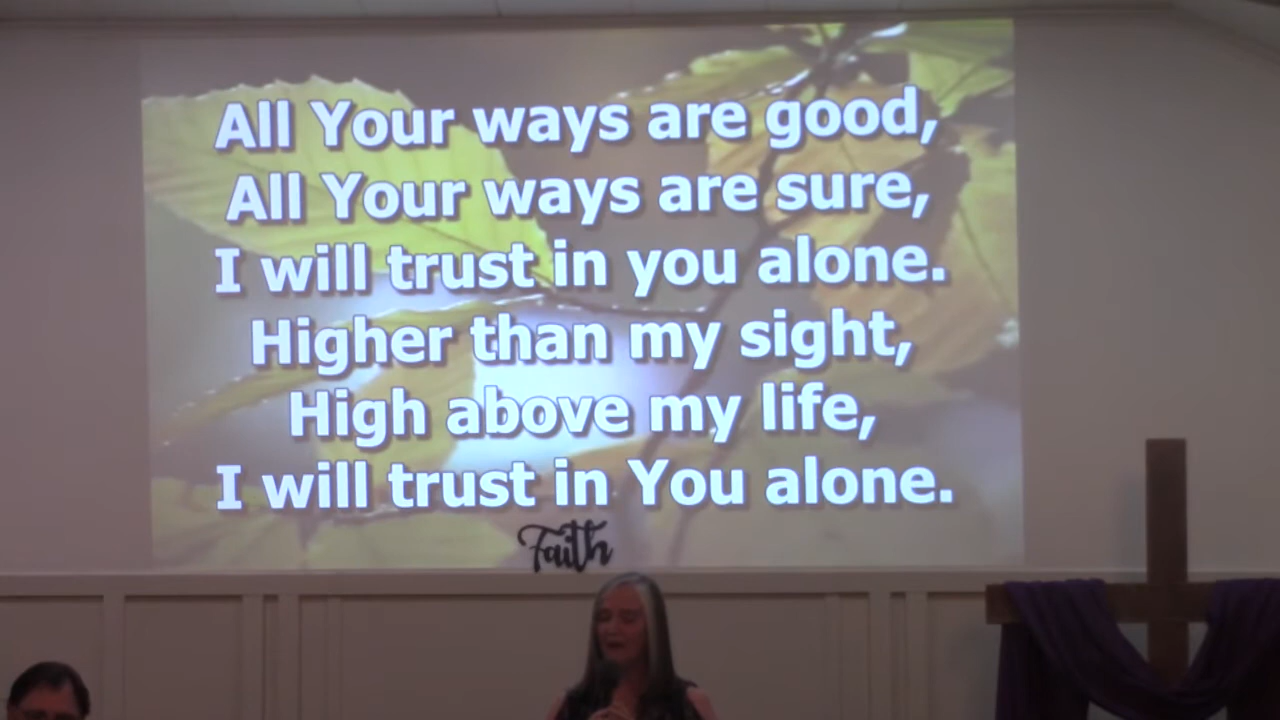 All Your ways are good,
All Your ways are sure,
I will trust in you alone.
Higher than my sight,
High above my life,
I will trust in You alone.
Faith